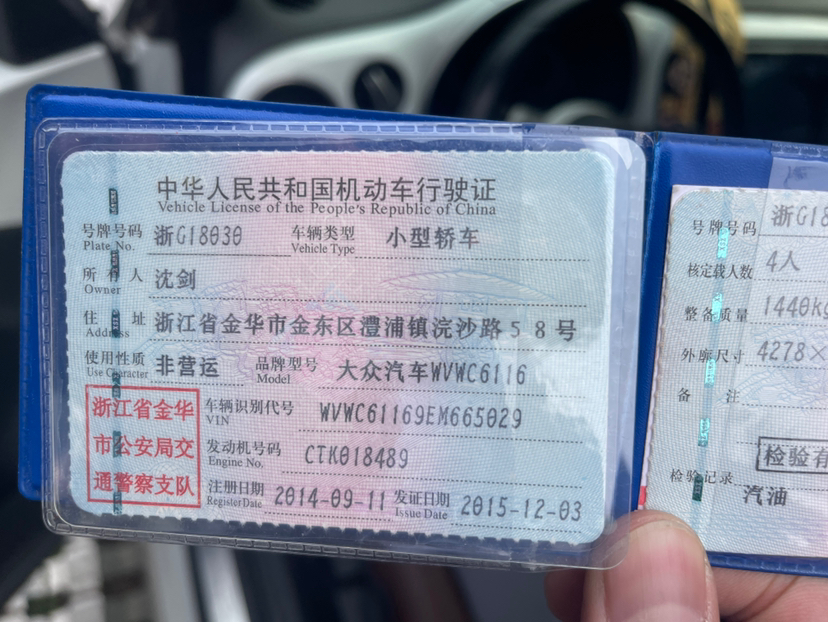 中华人民共和国机动车行驶证
Vehicle License of the People's Republic of China
号牌号码 浙G18030 车辆类型 小型轿车
Plate No. Vehicle Type
所有人 沈剑
Owner
住址 浙江省金华市金东区澧浦镇浣沙路58号
Address
使用性质 非营运 品牌型号 大众汽车WVWC6116
Use Character Model
浙江省金华
市公安局交
通警察支队
车辆识别代号 WVWC61169EM665029
VIN
发动机号码 CTK018489
Engine No.
注册日期 2014-09-11 发证日期 2015-12-03
Register Date Issue Date
号牌号码 浙G18
核定载人数 4人
整备质量 1440kg
外廓尺寸 4278×
备注
检验有
检验记录
汽油